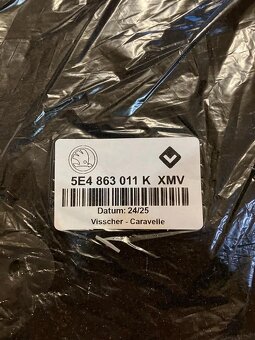 5E4 863 011 K XMV
Datum: 24/25
Visscher - Caravelle